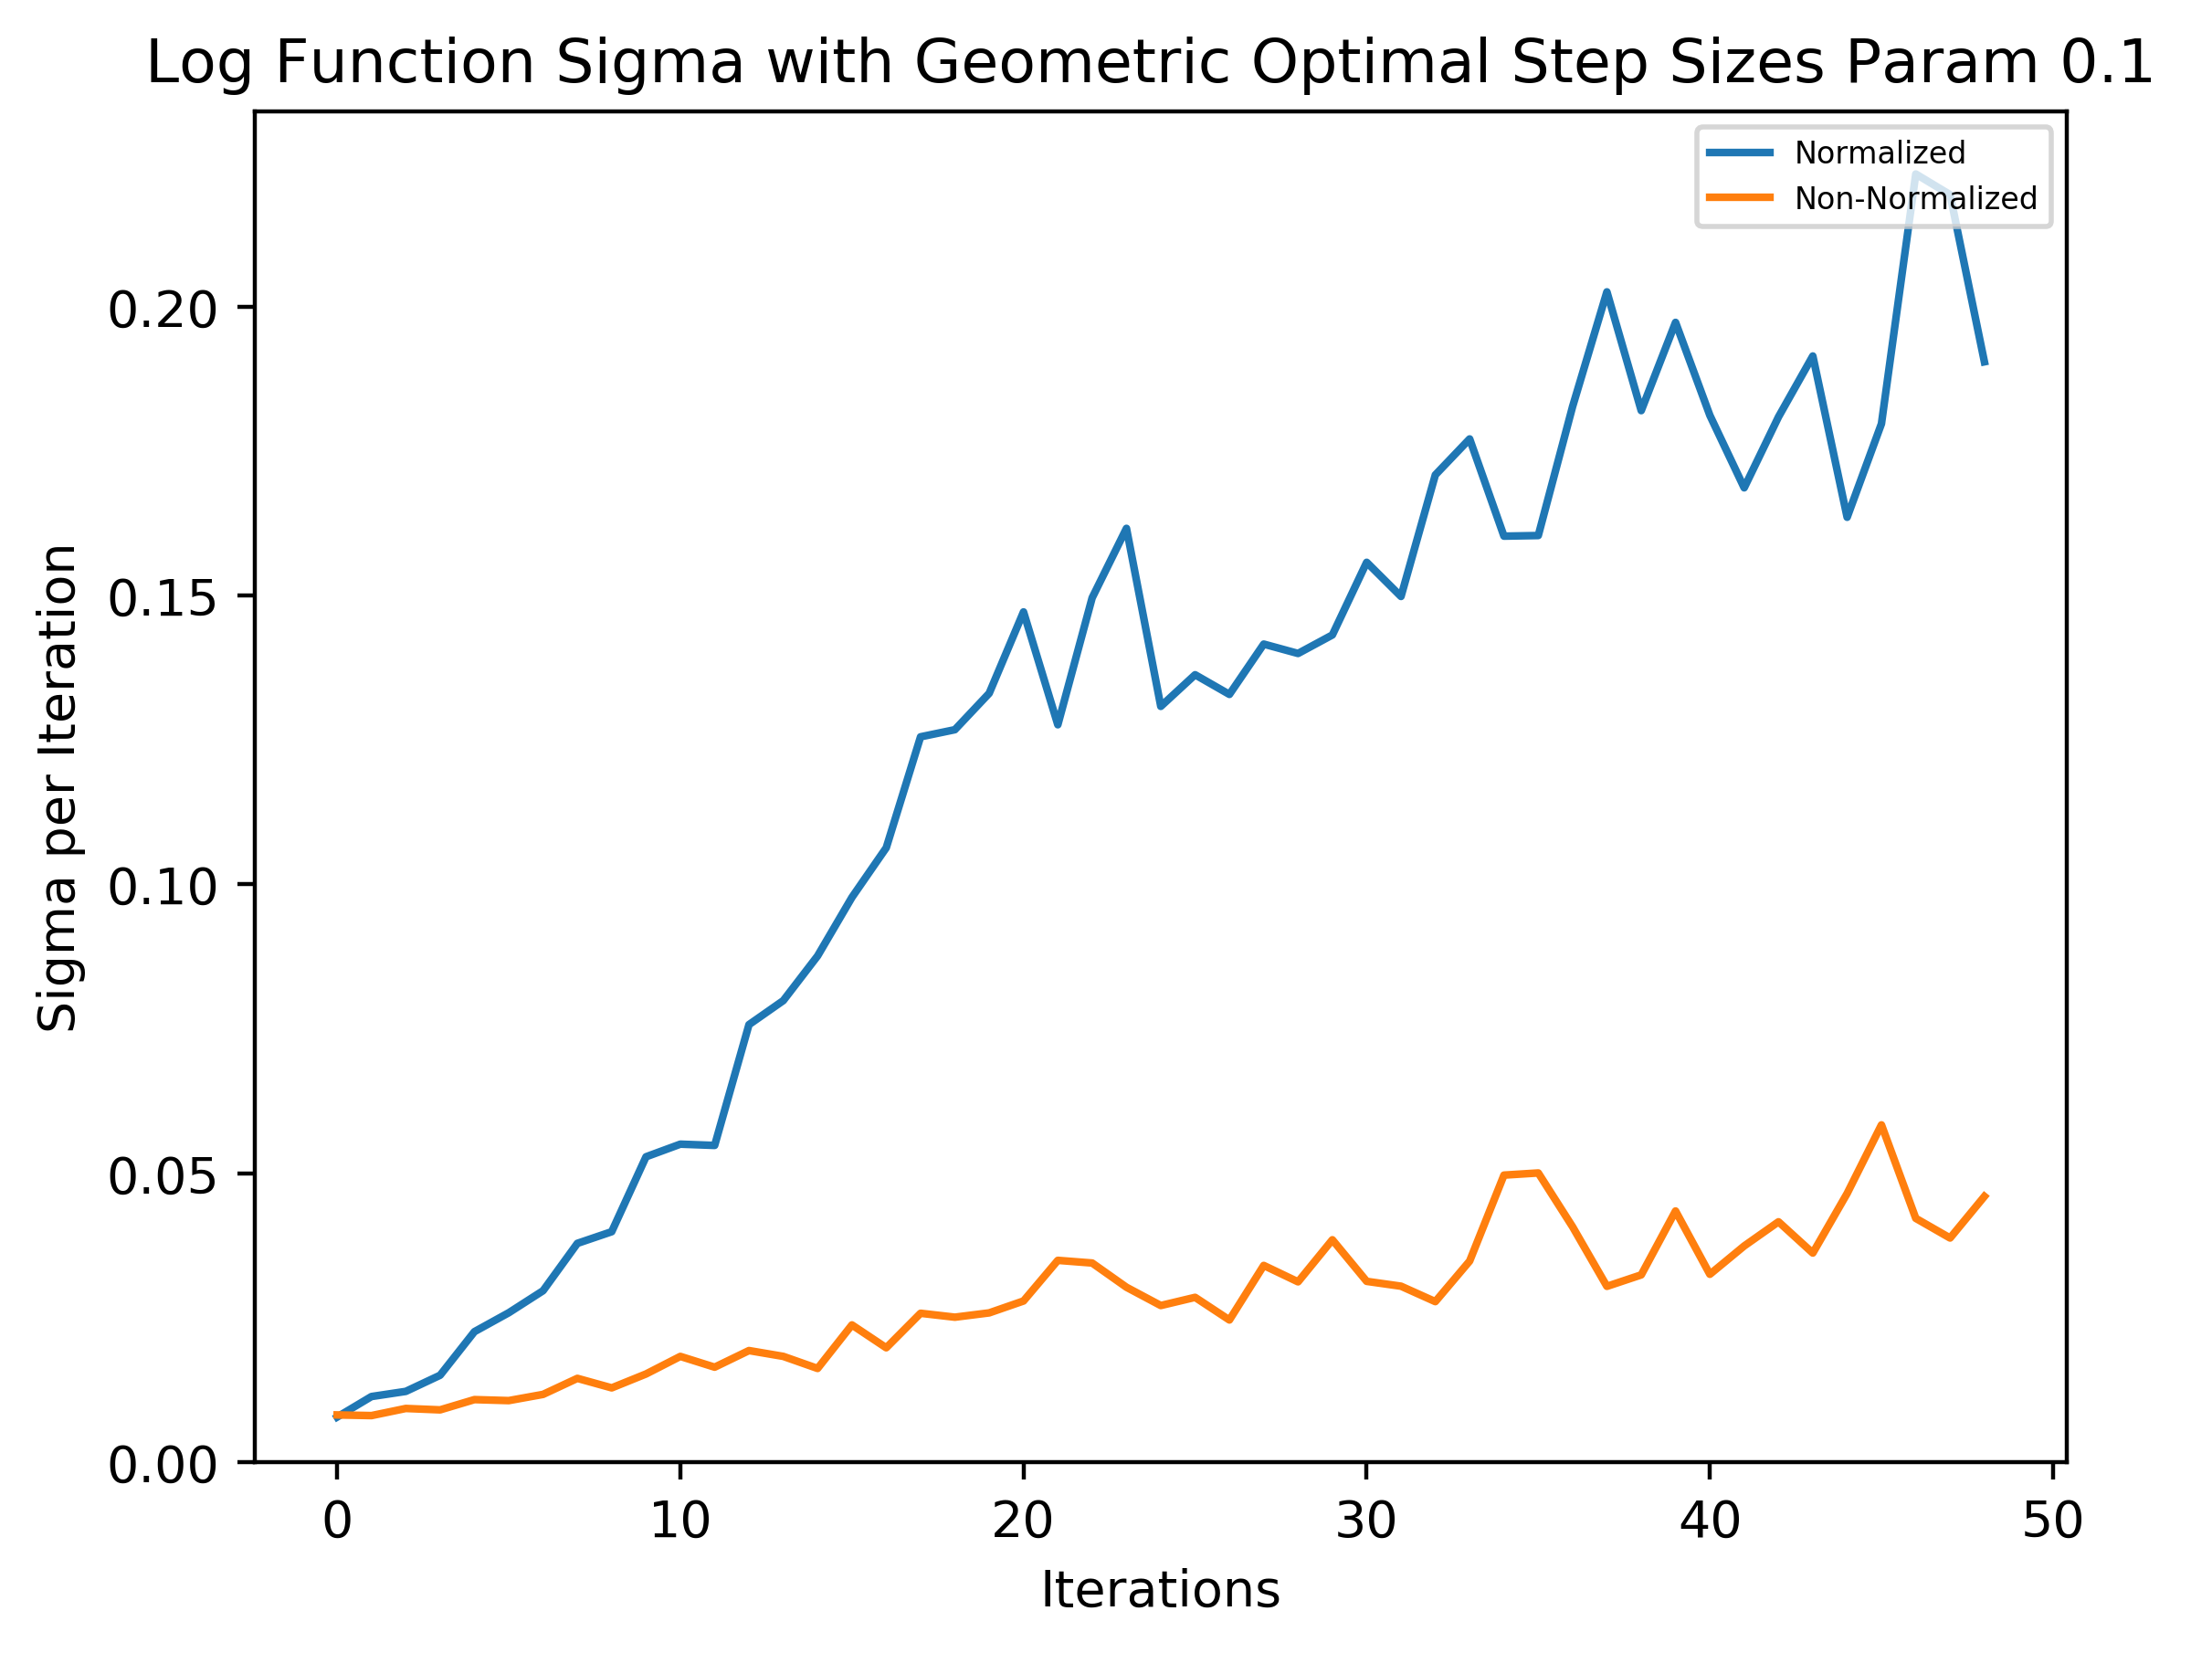 Log Function Sigma with Geometric Optimal Step Sizes Param 0.1
Normalized
Non-Normalized
Sigma per Iteration
0.20
0.15
0.10
0.05
0.00
0 10 20 30 40 50
Iterations